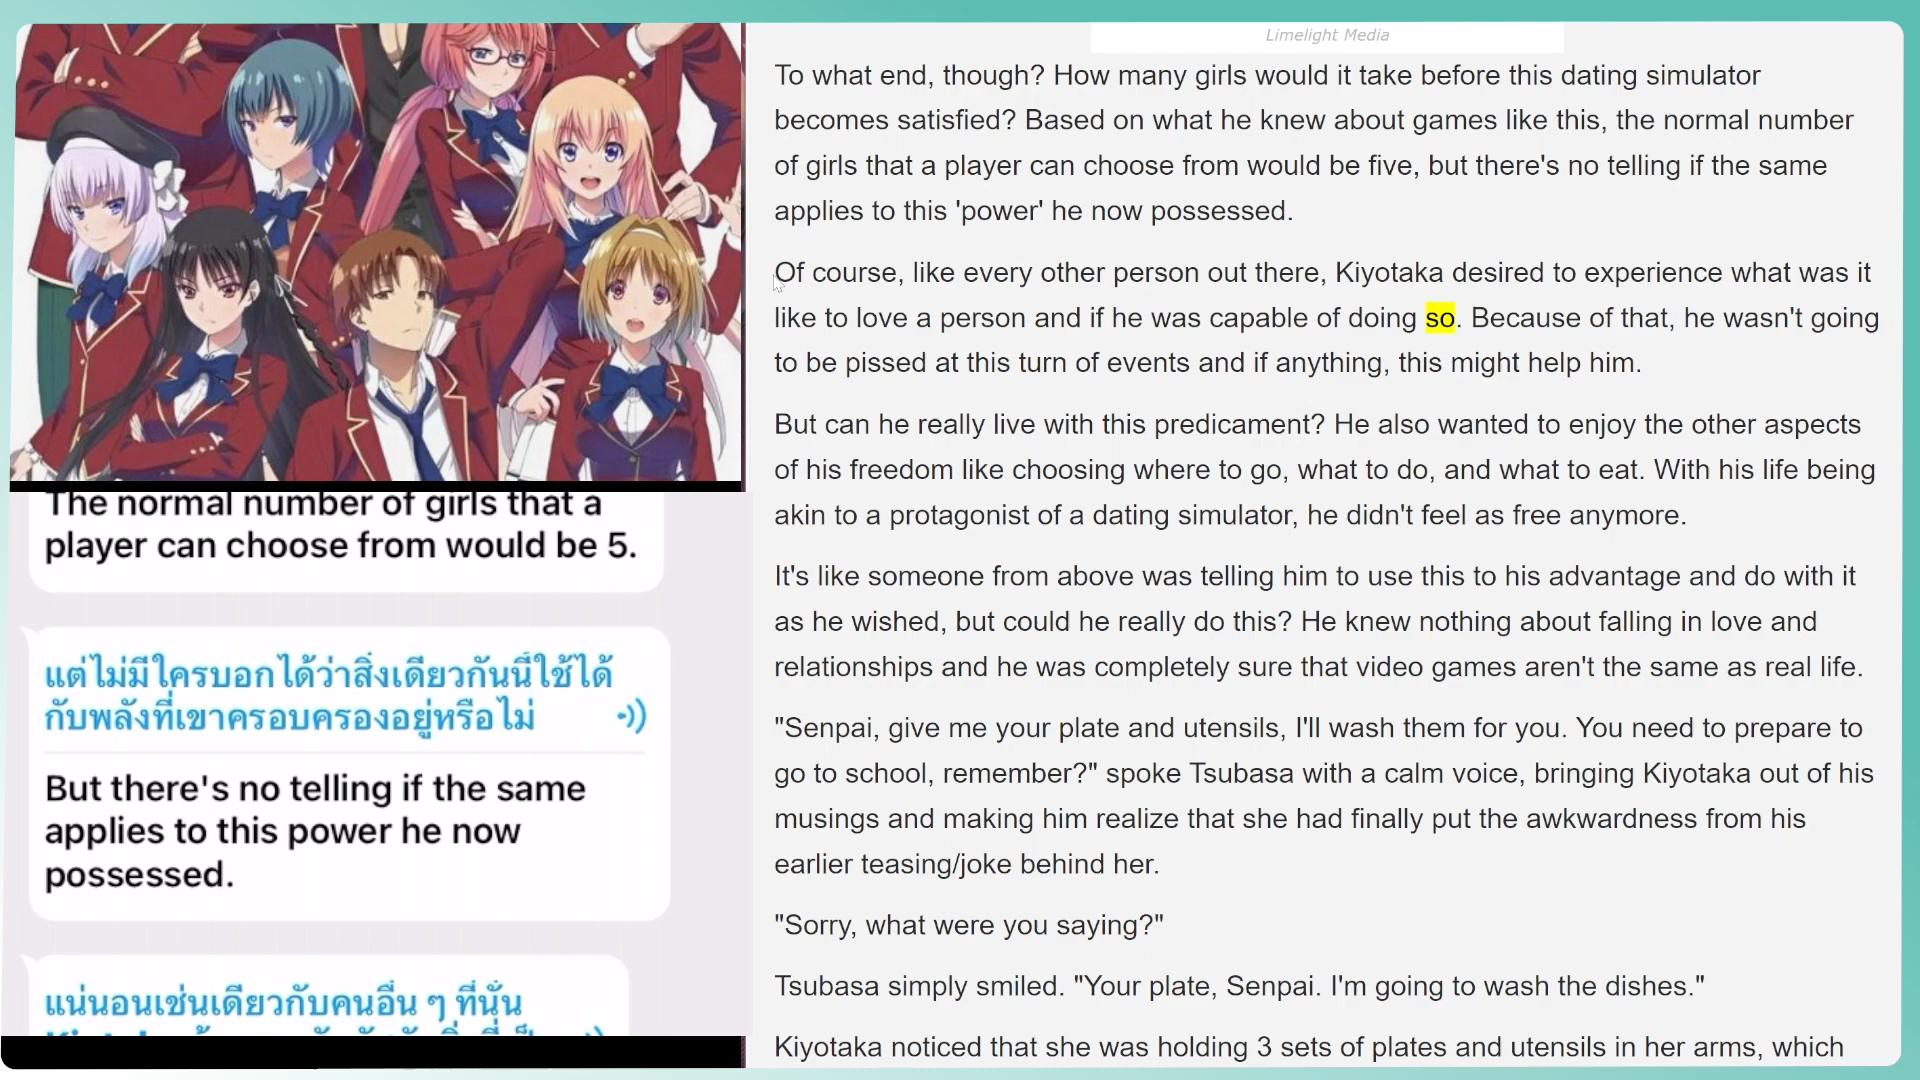 Limelight Media
To what end, though? How many girls would it take before this dating simulator
becomes satisfied? Based on what he knew about games like this, the normal number
of girls that a player can choose from would be five, but there's no telling if the same
applies to this 'power' he now possessed.
Of course, like every other person out there, Kiyotaka desired to experience what was it
like to love a person and if he was capable of doing so. Because of that, he wasn't going
to be pissed at this turn of events and if anything, this might help him.
But can he really live with this predicament? He also wanted to enjoy the other aspects
of his freedom like choosing where to go, what to do, and what to eat. With his life being
akin to a protagonist of a dating simulator, he didn't feel as free anymore.
It's like someone from above was telling him to use this to his advantage and do with it
as he wished, but could he really do this? He knew nothing about falling in love and
relationships and he was completely sure that video games aren't the same as real life.
"Senpai, give me your plate and utensils, I'll wash them for you. You need to prepare to
go to school, remember?" spoke Tsubasa with a calm voice, bringing Kiyotaka out of his
musings and making him realize that she had finally put the awkwardness from his
earlier teasing/joke behind her.
"Sorry, what were you saying?"
Tsubasa simply smiled. "Your plate, Senpai. I'm going to wash the dishes."
Kiyotaka noticed that she was holding 3 sets of plates and utensils in her arms, which
The normal number of girls that a
player can choose from would be 5.
แต่ไม่มีใครบอกได้ว่าสิ่งเดียวกันนี้ใช้ได้
กับพลังที่เขาครอบครองอยู่หรือไม่
But there's no telling if the same
applies to this power he now
possessed.
แน่นอนเช่นเดียวกับคนอื่น ๆ ที่นั่น